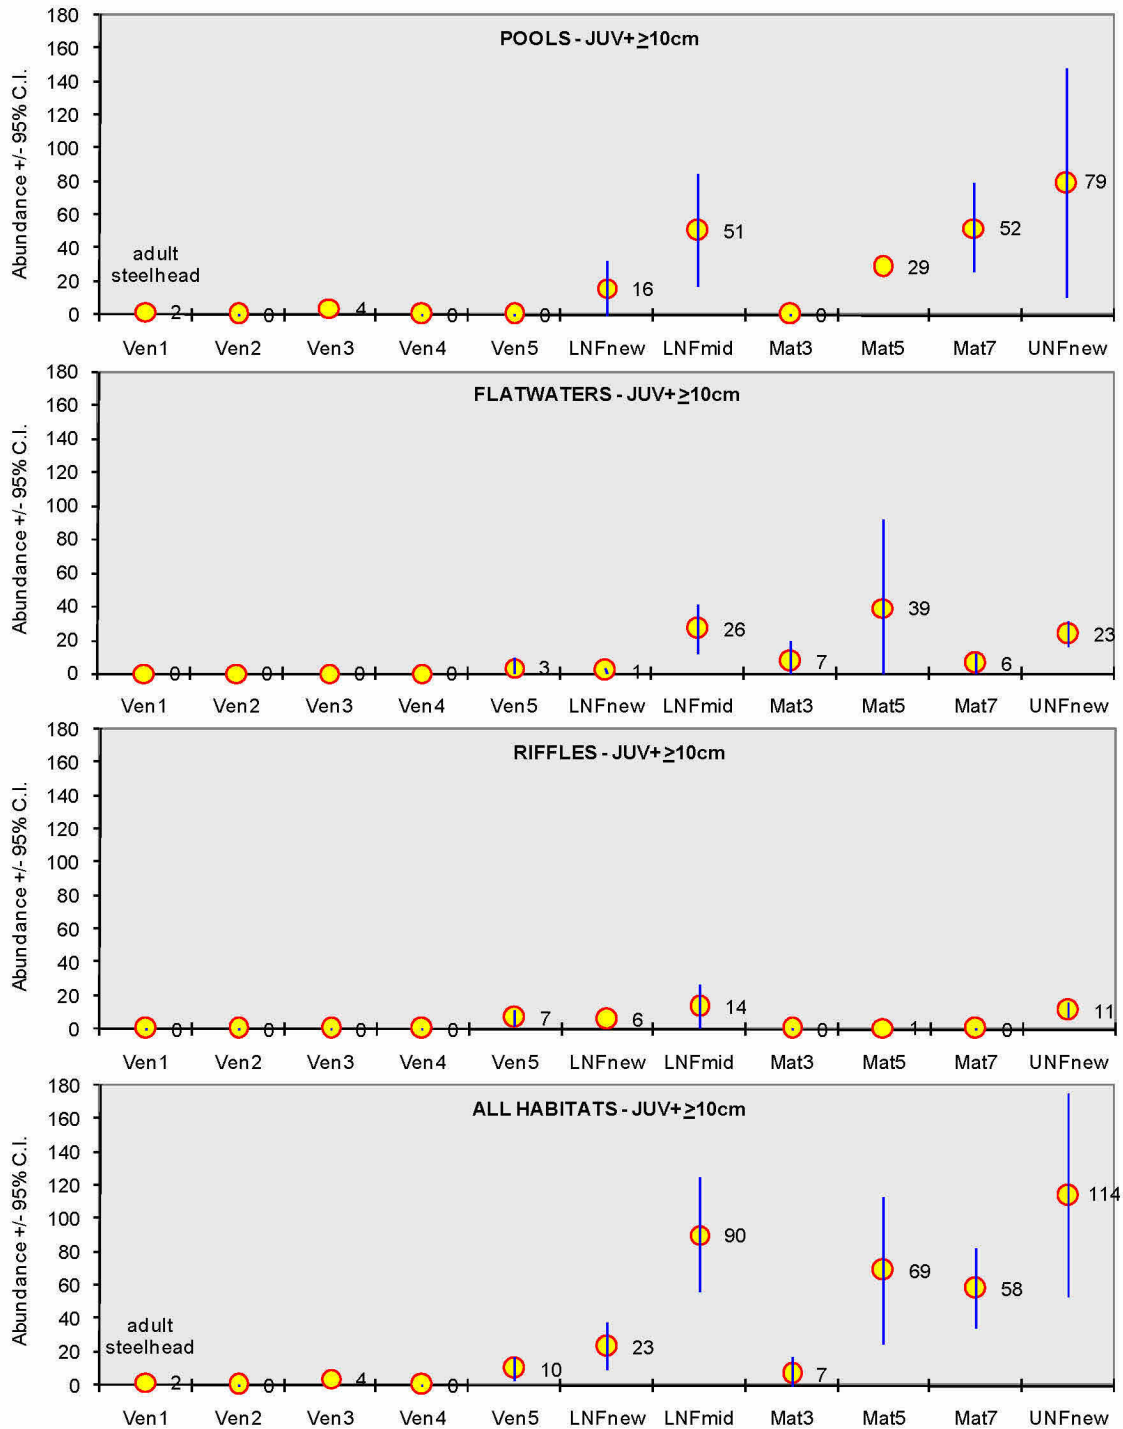 POOLS - JUV+ ≥10cm
Abundance +/- 95% C.I.
180
160
140
120
100
80
60
40
20
0
adult
steelhead
2 0 4 0 0 16 51 0 29 52 79
Ven1 Ven2 Ven3 Ven4 Ven5 LNFnew LNFmid Mat3 Mat5 Mat7 UNFnew
FLATWATERS - JUV+ ≥10cm
Abundance +/- 95% C.I.
180
160
140
120
100
80
60
40
20
0
0 0 0 0 3 1 26 7 39 6 23
Ven1 Ven2 Ven3 Ven4 Ven5 LNFnew LNFmid Mat3 Mat5 Mat7 UNFnew
RIFFLES - JUV+ ≥10cm
Abundance +/- 95% C.I.
180
160
140
120
100
80
60
40
20
0
0 0 0 0 7 6 14 0 1 0 11
Ven1 Ven2 Ven3 Ven4 Ven5 LNFnew LNFmid Mat3 Mat5 Mat7 UNFnew
ALL HABITATS - JUV+ ≥10cm
Abundance +/- 95% C.I.
180
160
140
120
100
80
60
40
20
0
adult
steelhead
2 0 4 0 10 23 90 7 69 58 114
Ven1 Ven2 Ven3 Ven4 Ven5 LNFnew LNFmid Mat3 Mat5 Mat7 UNFnew